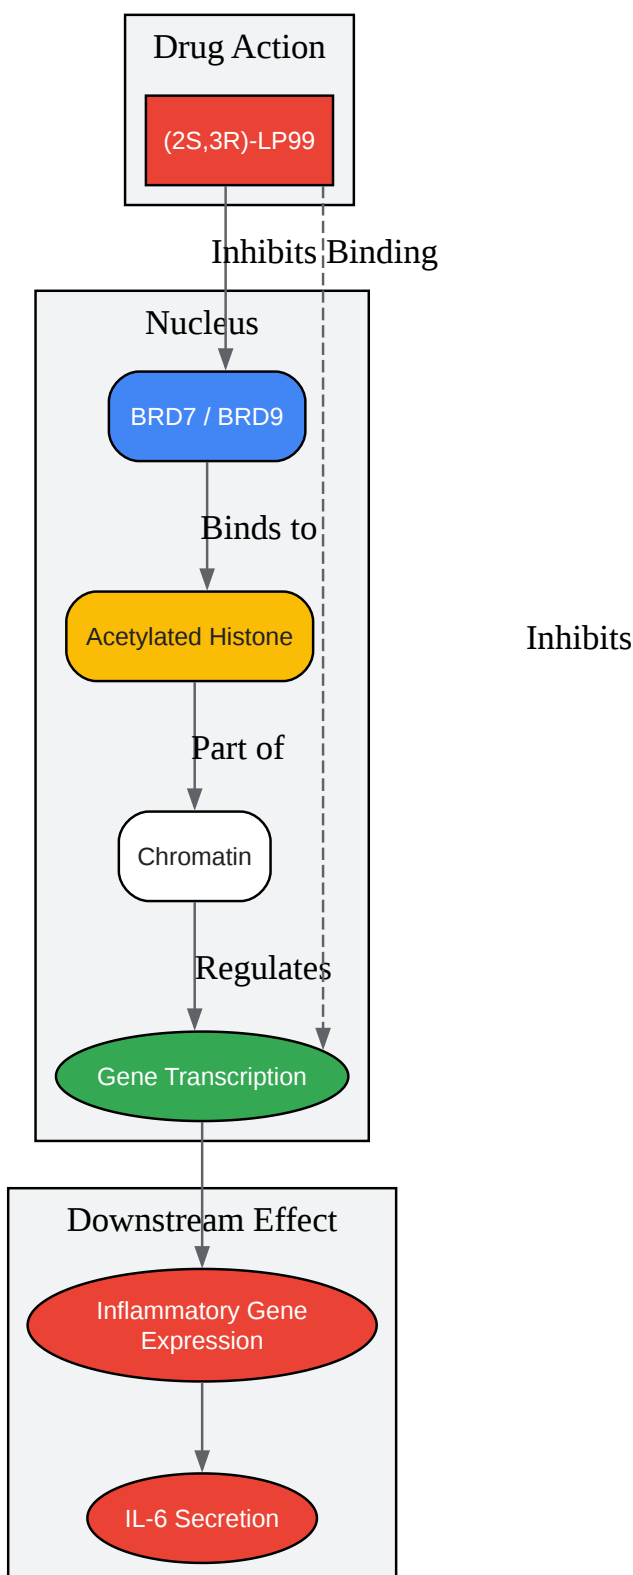 Drug Action
(2S,3R)-LP99
Inhibits Binding
Nucleus
BRD7 / BRD9
Binds to
Acetylated Histone
Inhibits
Part of
Chromatin
Regulates
Gene Transcription
Downstream Effect
Inflammatory Gene
Expression
IL-6 Secretion